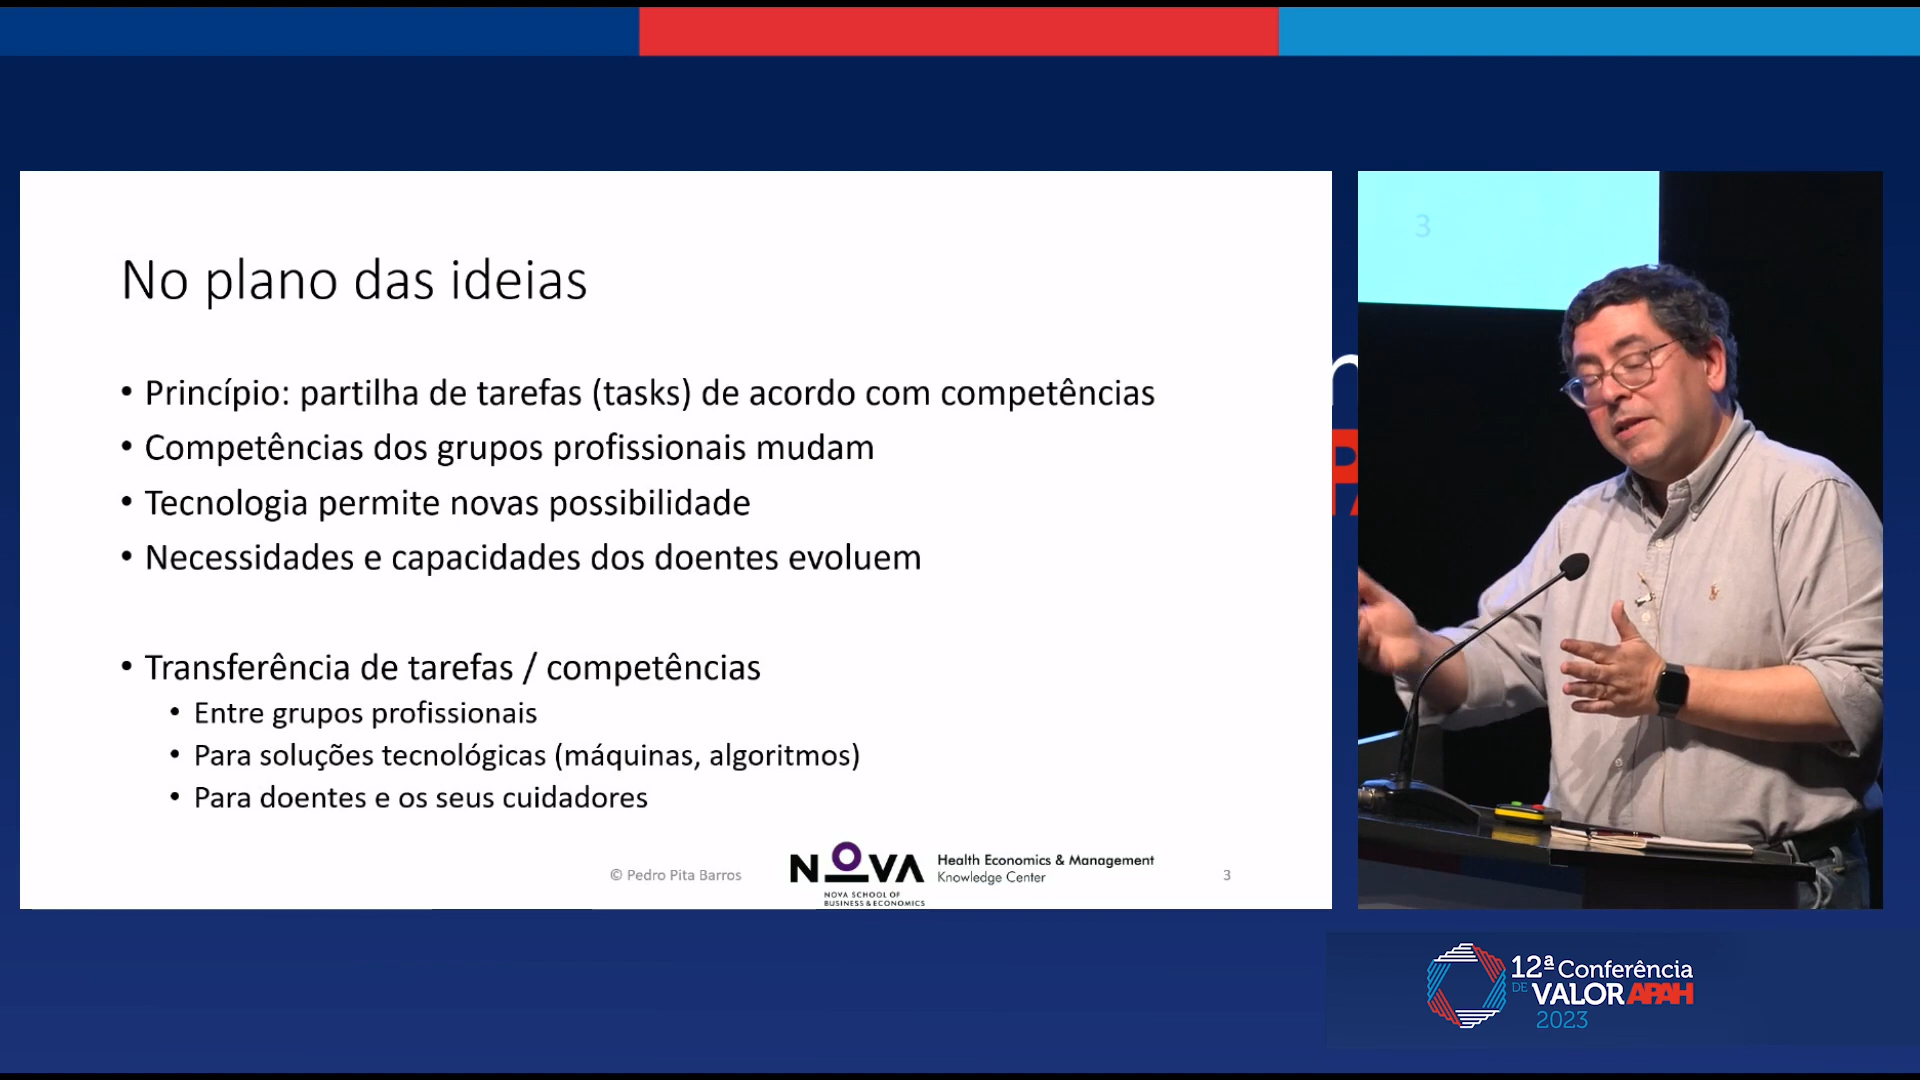 No plano das ideias
• Princípio: partilha de tarefas (tasks) de acordo com competências
• Competências dos grupos profissionais mudam
• Tecnologia permite novas possibilidade
• Necessidades e capacidades dos doentes evoluem
• Transferência de tarefas / competências
• Entre grupos profissionais
• Para soluções tecnológicas (máquinas, algoritmos)
• Para doentes e os seus cuidadores
© Pedro Pita Barros
NOVA
NOVA SCHOOL OF
BUSINESS & ECONOMICS
Health Economics & Management
Knowledge Center
3
3
12ª Conferência
DE VALOR APAH
2023